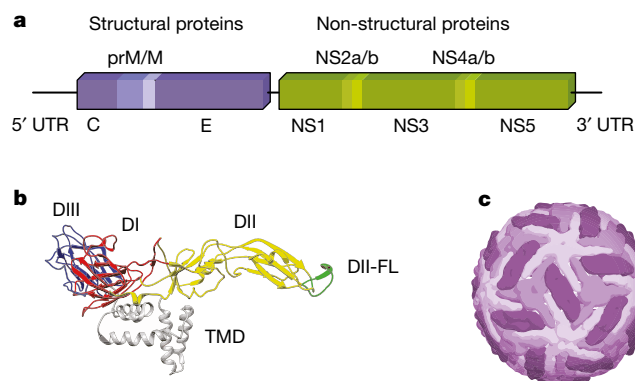 a
Structural proteins Non-structural proteins
prM/M NS2a/b NS4a/b
5′ UTR C E NS1 NS3 NS5 3′ UTR
b
DIII DI DII DII-FL
TMD
c